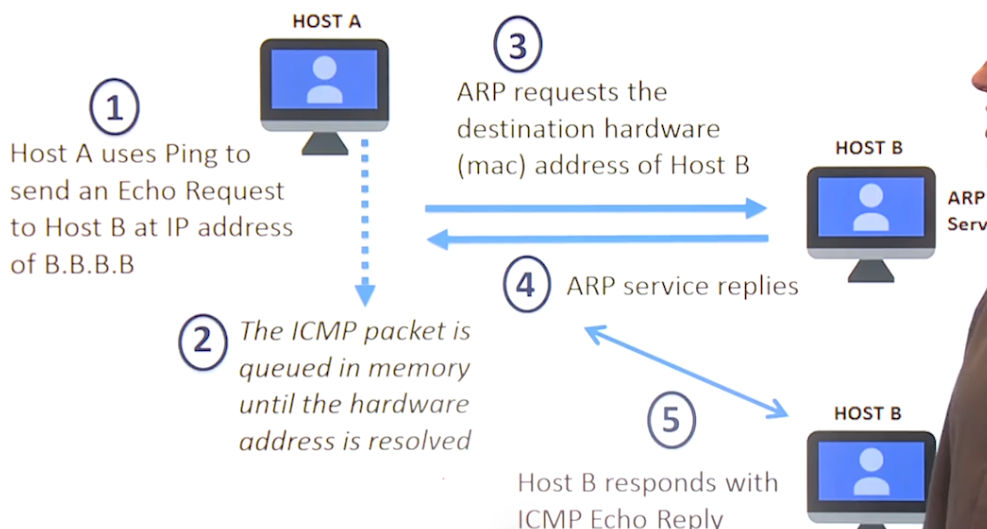 HOST A
1
Host A uses Ping to
send an Echo Request
to Host B at IP address
of B.B.B.B
2
The ICMP packet is
queued in memory
until the hardware
address is resolved
3
ARP requests the
destination hardware
(mac) address of Host B
HOST B
ARP
4
ARP service replies
5
Host B responds with
ICMP Echo Reply
HOST B